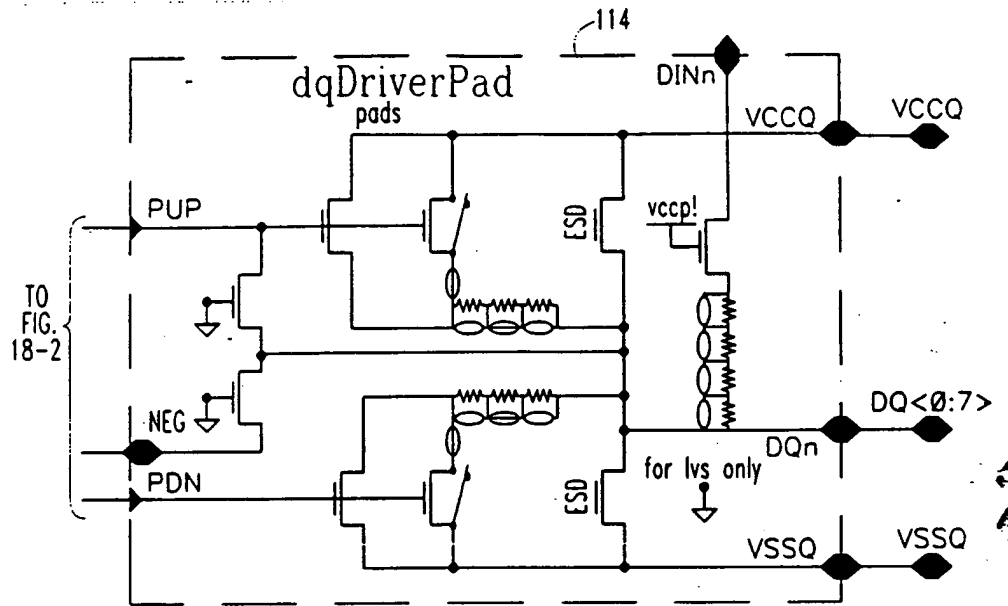 114
dqDriverPad
pads
DINn
VCCQ
VCCQ
PUP
ESD
vccp!
TO
FIG.
18-2
NEG
DQ<0:7>
DQn
PDN
ESD
for lvs only
VSSQ
VSSQ